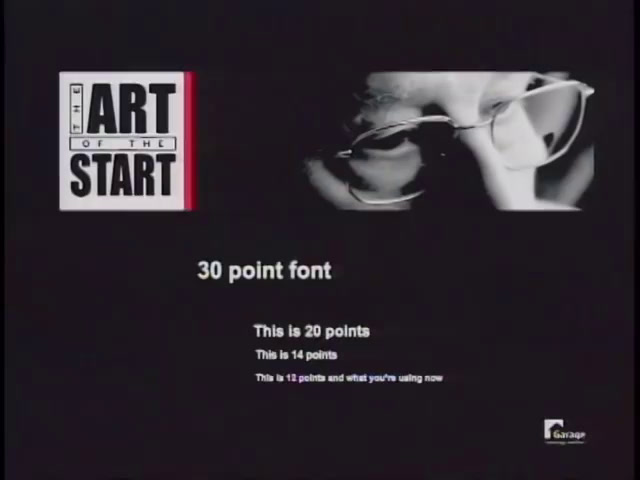 THE
ART
OF THE
START
30 point font
This is 20 points
This is 14 points
This is 12 points and what you're using now
Garage